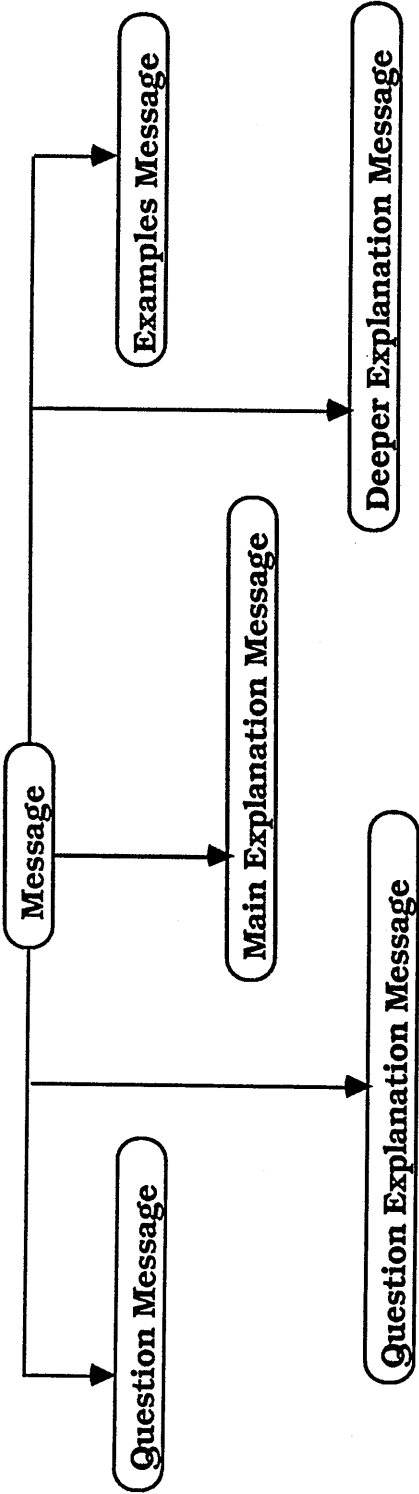 Message
Question Message
Examples Message
Main Explanation Message
Question Explanation Message
Deeper Explanation Message